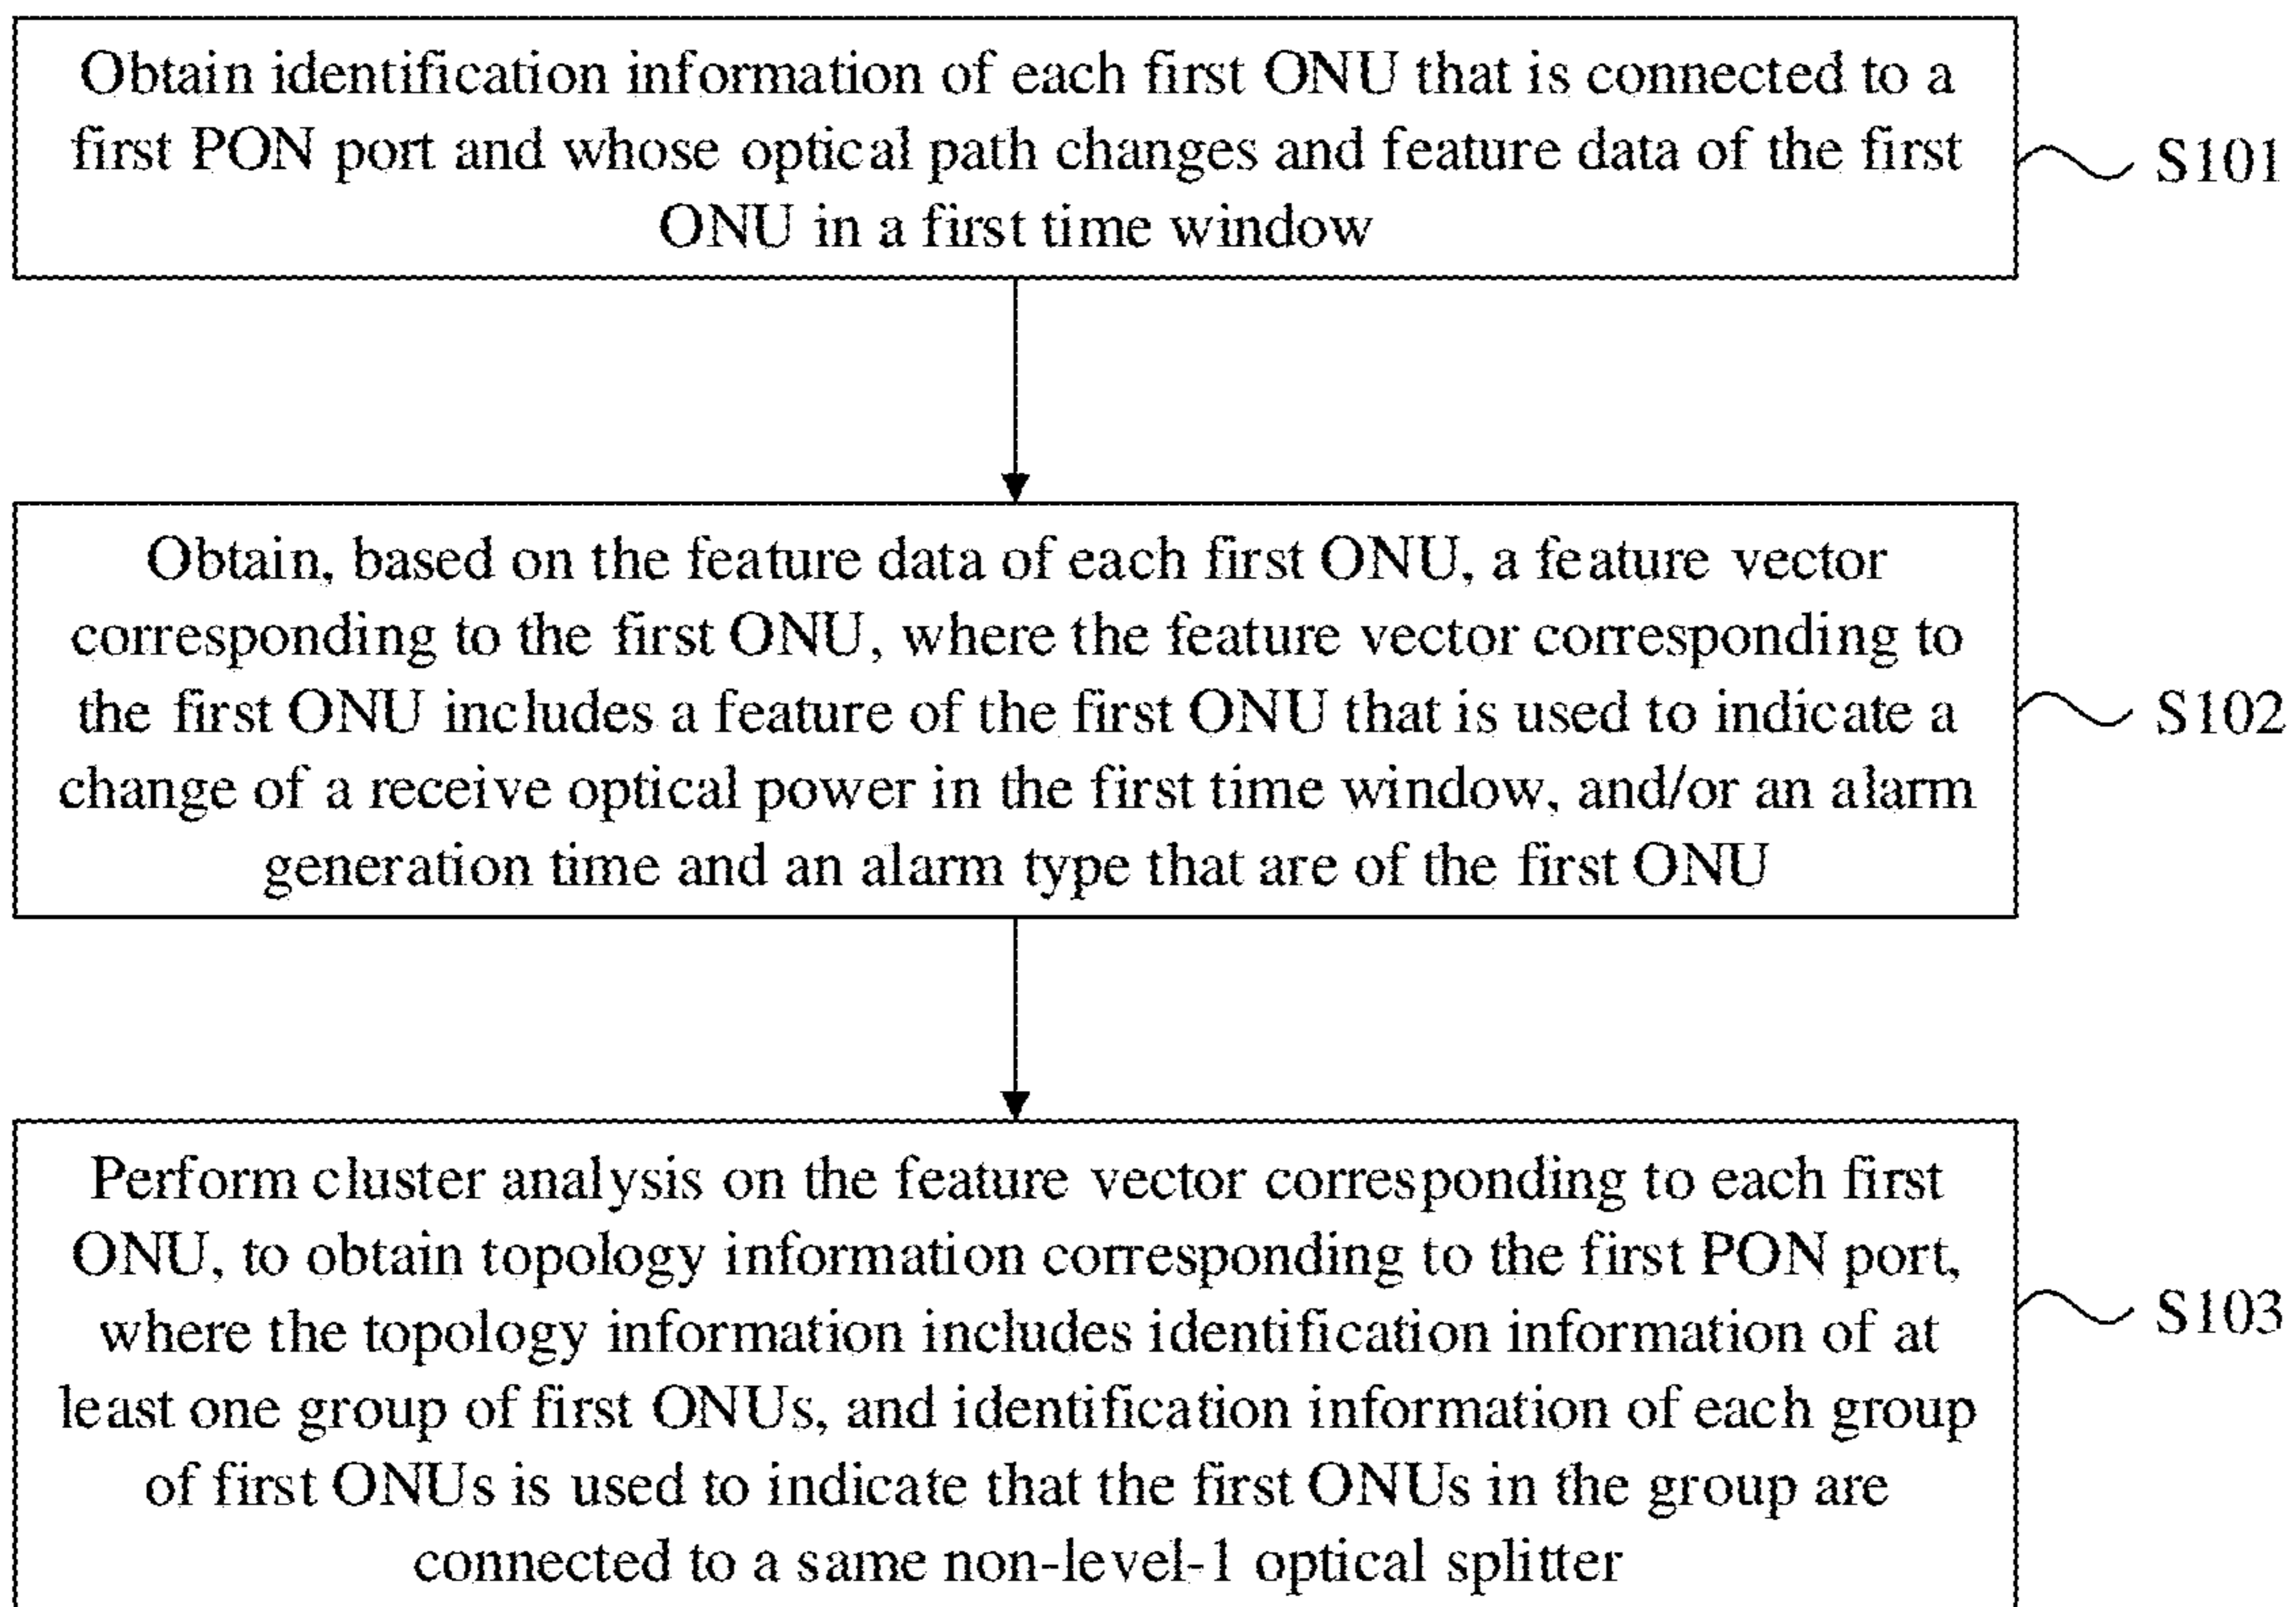 Obtain identification information of each first ONU that is connected to a
first PON port and whose optical path changes and feature data of the first
ONU in a first time window
S101
Obtain, based on the feature data of each first ONU, a feature vector
corresponding to the first ONU, where the feature vector corresponding to
the first ONU includes a feature of the first ONU that is used to indicate a
change of a receive optical power in the first time window, and/or an alarm
generation time and an alarm type that are of the first ONU
S102
Perform cluster analysis on the feature vector corresponding to each first
ONU, to obtain topology information corresponding to the first PON port,
where the topology information includes identification information of at
least one group of first ONUs, and identification information of each group
of first ONUs is used to indicate that the first ONUs in the group are
connected to a same non-level-1 optical splitter
S103